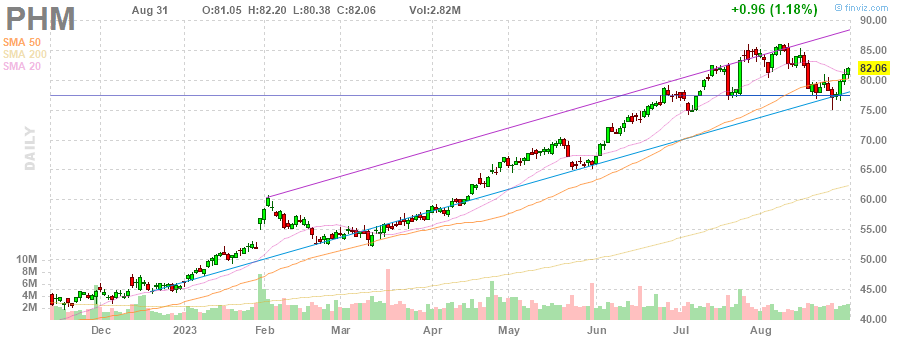 PHM Aug 31 O:81.05 H:82.20 L:80.38 C:82.06 Vol:2.82M +0.96 (1.18%) © finviz.com
SMA 50
SMA 200
SMA 20
DAILY
90.00
85.00
82.06
80.00
75.00
70.00
65.00
60.00
55.00
50.00
45.00
40.00
10M
8M
6M
4M
2M
Dec 2023 Feb Mar Apr May Jun Jul Aug